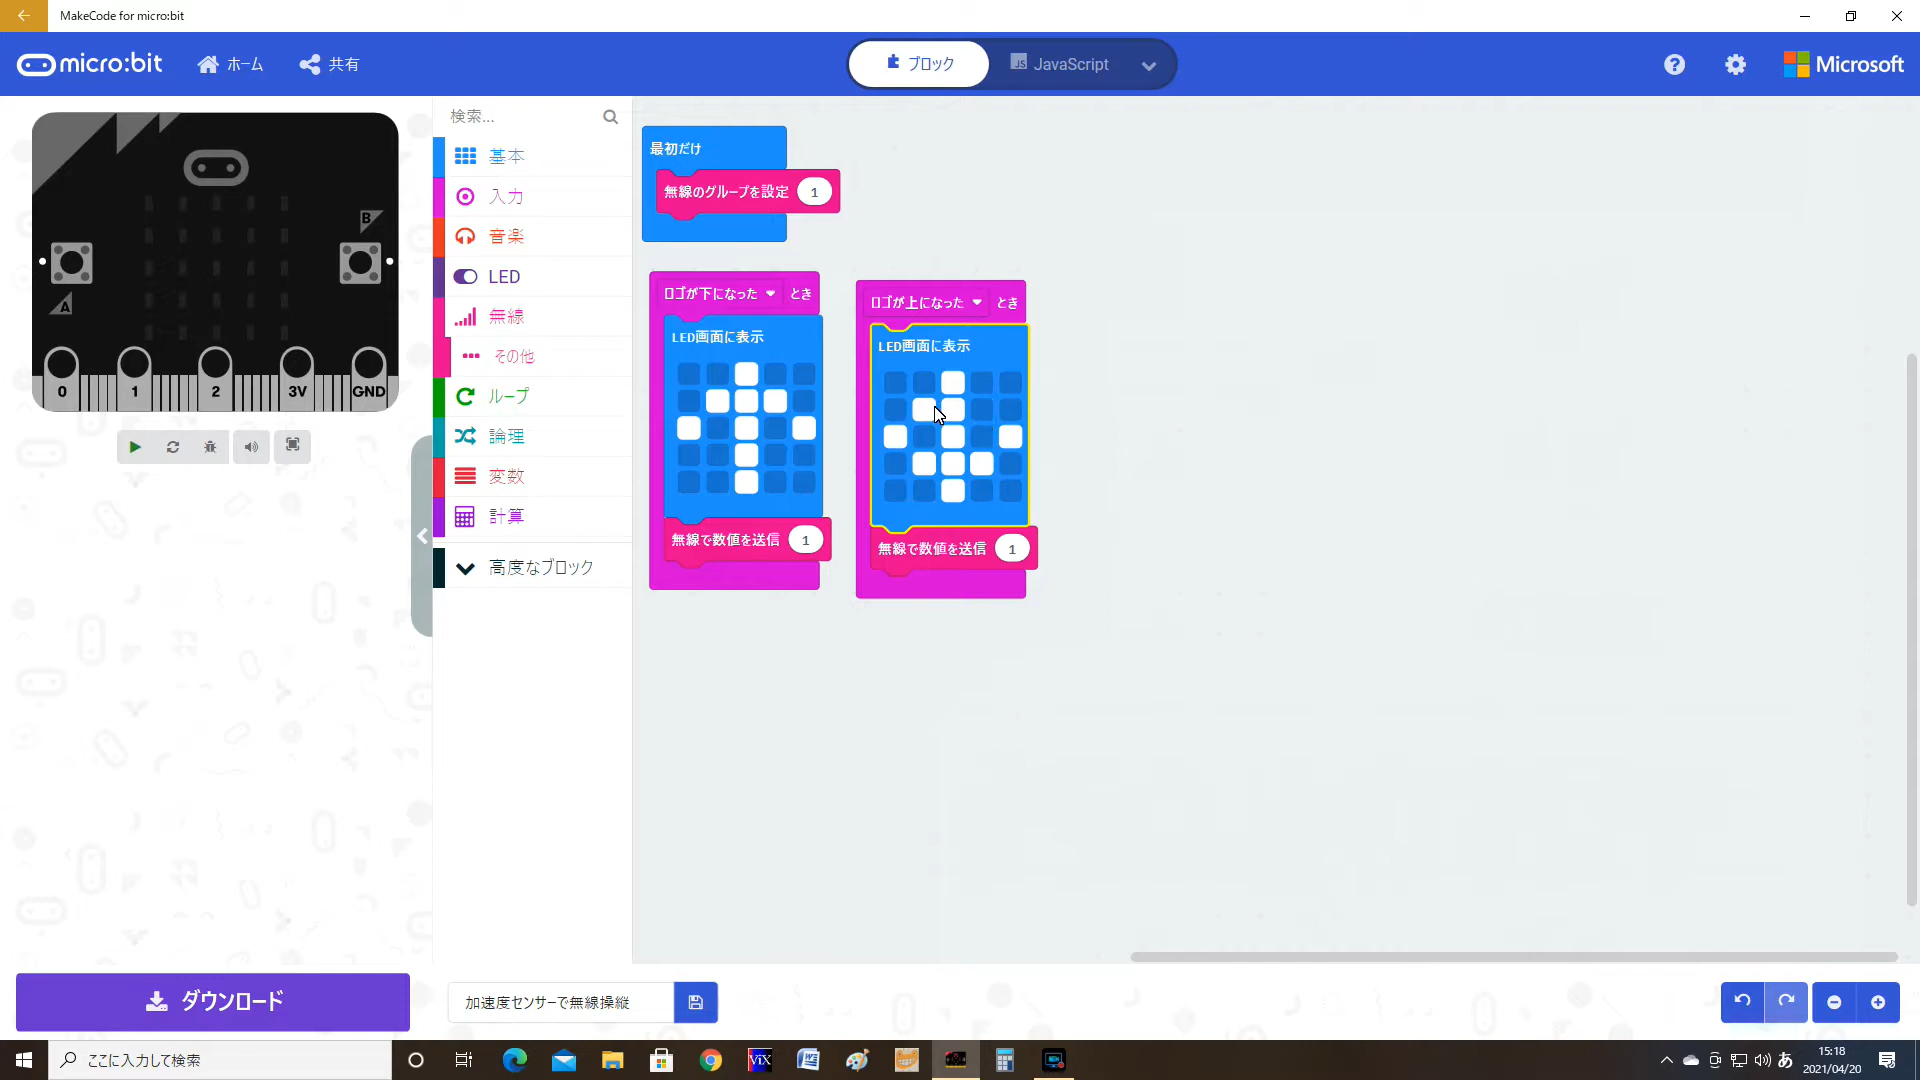 MakeCode for micro:bit
micro:bit ホーム 共有 ブロック JS JavaScript Microsoft
検索...
基本
入力
音楽
LED
無線
その他
ループ
論理
変数
計算
高度なブロック
B
A
0 1 2 3V GND
最初だけ
無線のグループを設定 1
ロゴが下になった とき
LED画面に表示
無線で数値を送信 1
ロゴが上になった とき
LED画面に表示
無線で数値を送信 1
ダウンロード
加速度センサーで無線操縦
ここに入力して検索
ViX
あ
15:18
2021/04/20